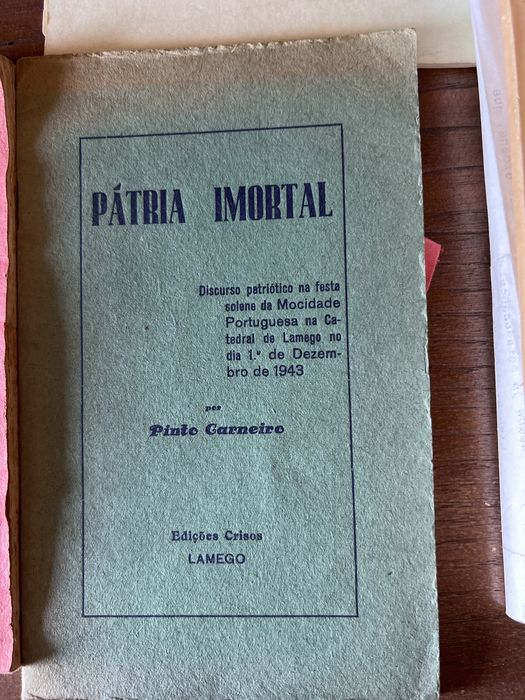 PÁTRIA IMORTAL
Discurso patriótico na festa
solene da Mocidade
Portuguesa na Ca-
tedral de Lamego no
dia 1.º de Dezem-
bro de 1943
por
Pinto Carneiro
Edições Crisos
LAMEGO